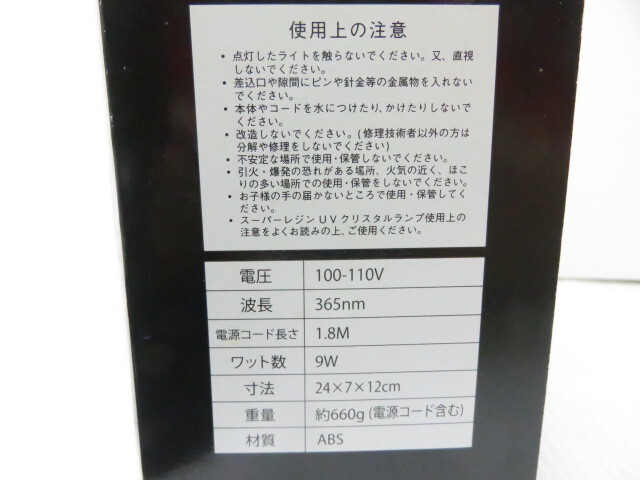 使用上の注意
・点灯したライトを触らないでください。又、直視
しないでください。
・差込口や隙間にピンや針金等の金属物を入れない
でください。
・本体やコードを水につけたり、かけたりしないで
ください。
・改造しないでください。(修理技術者以外の方は
分解や修理をしないでください)
・不安定な場所で使用・保管しないでください。
・引火・爆発の恐れがある場所、火気の近く、ほこ
りの多い場所での使用・保管をしないでください。
・お子様の手の届かないところで使用・保管してく
ださい。
・スーパーレジンUVクリスタルランプ使用上の
注意をよくお読みの上、ご使用ください。
電圧 100-110V
波長 365nm
電源コード長さ 1.8M
ワット数 9W
寸法 24×7×12cm
重量 約660g(電源コード含む)
材質 ABS